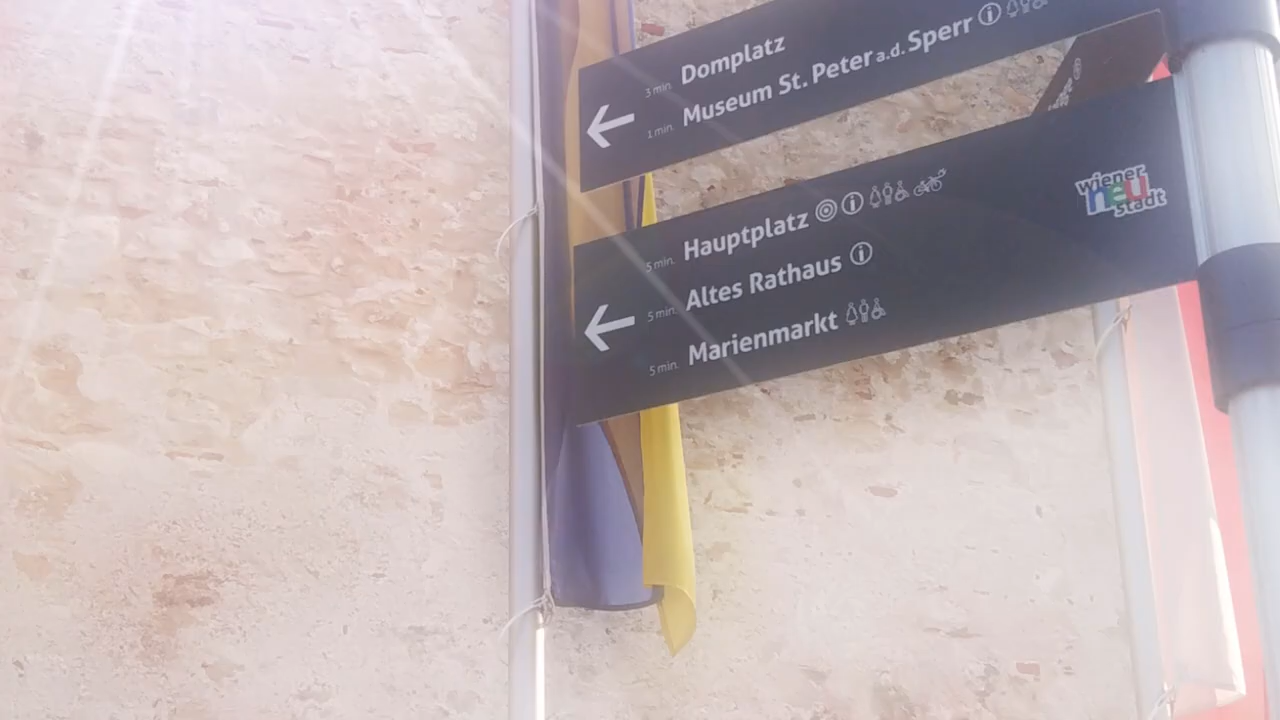 3 min. Domplatz
1 min. Museum St. Peter a.d. Sperr
5 min. Hauptplatz
5 min. Altes Rathaus
5 min. Marienmarkt
wiener
neu
stadt